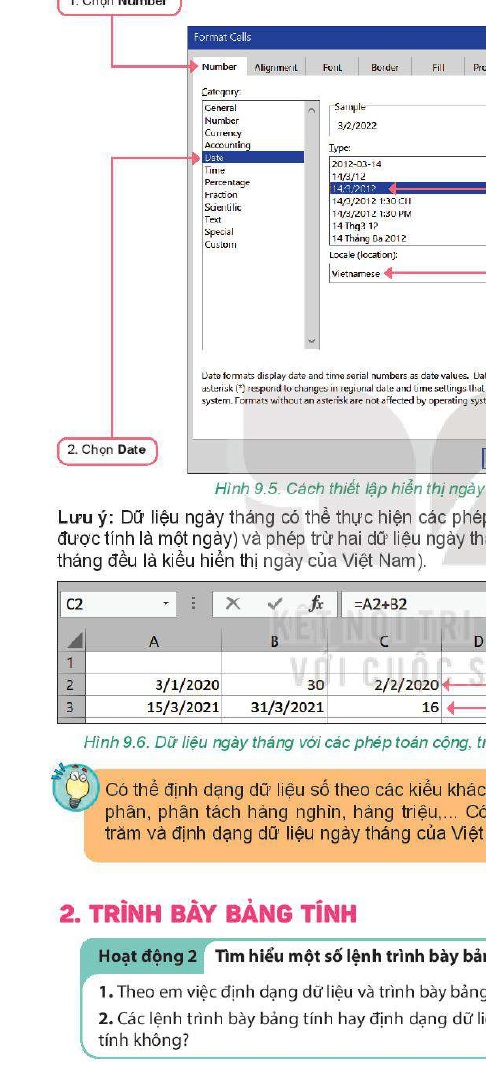 1. Chọn Number
Format Cells
Number Alignment Font Border Fill
Category:
General
Number
Currency
Accounting
Date
Time
Percentage
Fraction
Scientific
Text
Special
Custom
Sample
3/2/2022
Type:
2012-03-14
14/3/12
14/3/2012
14/3/2012 1:30 CH
14/3/2012 1:30 PM
14 Thg3 12
14 Tháng Ba 2012
Locale (location):
Vietnamese
Date formats display date and time serial numbers as date values.
asterisk (*) respond to changes in regional date and time settings that
system. Formats without an asterisk are not affected by operating
2. Chọn Date
Hình 9.5. Cách thiết lập hiển thị ngày
Lưu ý: Dữ liệu ngày tháng có thể thực hiện các phép
được tính là một ngày) và phép trừ hai dữ liệu ngày
tháng đều là kiểu hiển thị ngày của Việt Nam).
C2 fx =A2+B2
A B C D
1
2 3/1/2020 30 2/2/2020
3 15/3/2021 31/3/2021 16
KẾT NỐI TRI
VỚI CUỘC S
Hình 9.6. Dữ liệu ngày tháng với các phép toán cộng,
Có thể định dạng dữ liệu số theo các kiểu khác
phân, phân tách hàng nghìn, hàng triệu,... Có
trăm và định dạng dữ liệu ngày tháng của Việt
2. TRÌNH BÀY BẢNG TÍNH
Hoạt động 2 Tìm hiểu một số lệnh trình bày
1. Theo em việc định dạng dữ liệu và trình bày bảng
2. Các lệnh trình bày bảng tính hay định dạng dữ
tính không?